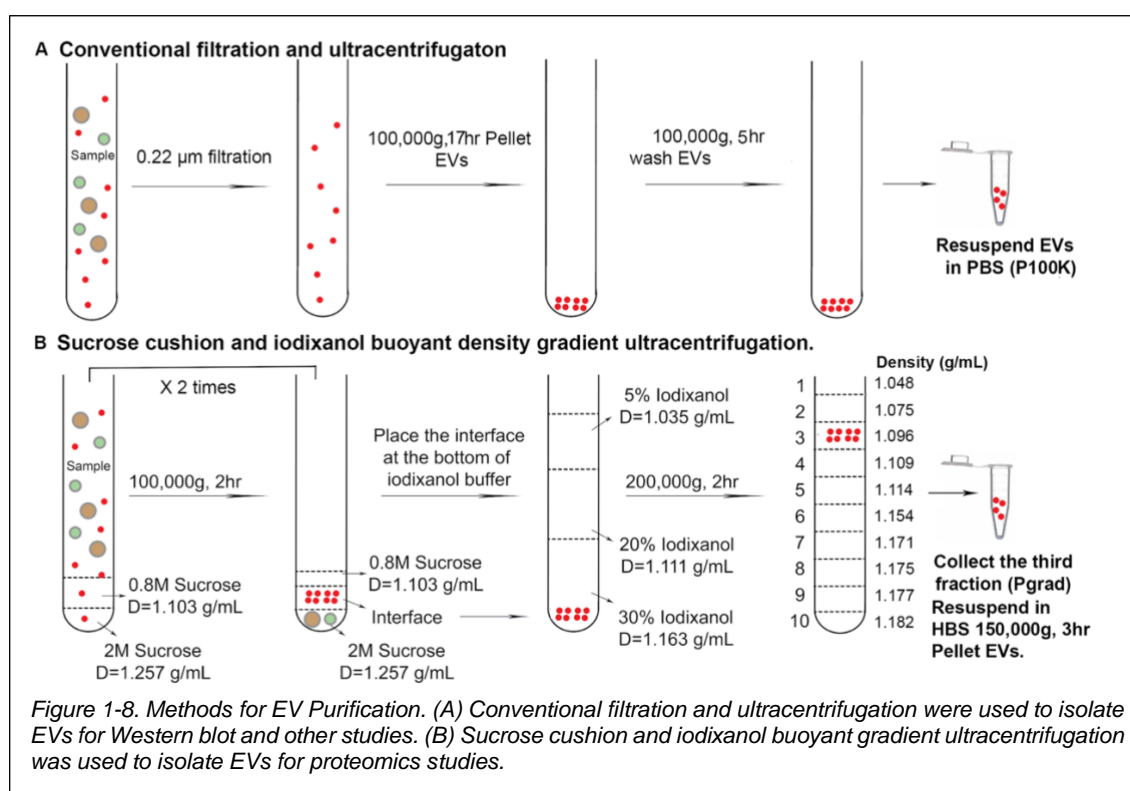 A Conventional filtration and ultracentrifugaton
Sample
0.22 µm filtration
100,000g,17hr Pellet
EVs
100,000g, 5hr
wash EVs
Resuspend EVs
in PBS (P100K)
B Sucrose cushion and iodixanol buoyant density gradient ultracentrifugation.
X 2 times
Sample
100,000g, 2hr
0.8M Sucrose
D=1.103 g/mL
2M Sucrose
D=1.257 g/mL
Place the interface
at the bottom of
iodixanol buffer
0.8M Sucrose
D=1.103 g/mL
Interface
2M Sucrose
D=1.257 g/mL
5% Iodixanol
D=1.035 g/mL
200,000g, 2hr
20% Iodixanol
D=1.111 g/mL
30% Iodixanol
D=1.163 g/mL
Density (g/mL)
1 1.048
2 1.075
3 1.096
4 1.109
5 1.114
6 1.154
7 1.171
8 1.175
9 1.177
10 1.182
Collect the third
fraction (Pgrad)
Resuspend in
HBS 150,000g, 3hr
Pellet EVs.
Figure 1-8. Methods for EV Purification. (A) Conventional filtration and ultracentrifugation were used to isolate
EVs for Western blot and other studies. (B) Sucrose cushion and iodixanol buoyant gradient ultracentrifugation
was used to isolate EVs for proteomics studies.